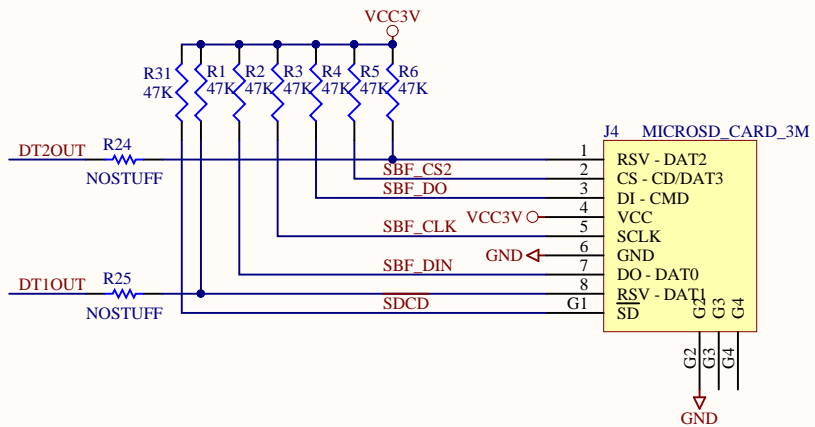 VCC3V
R31 R1 R2 R3 R4 R5 R6
47K 47K 47K 47K 47K 47K 47K
J4 MICROSD_CARD_3M
DT2OUT R24 1 RSV - DAT2
NOSTUFF SBF_CS2 2 CS - CD/DAT3
SBF_DO 3 DI - CMD
VCC3V 4 VCC
SBF_CLK 5 SCLK
GND 6 GND
SBF_DIN 7 DO - DAT0
DT1OUT R25 8 RSV - DAT1
NOSTUFF SDCD G1 SD
G2 G3 G4
G2 G3 G4
GND